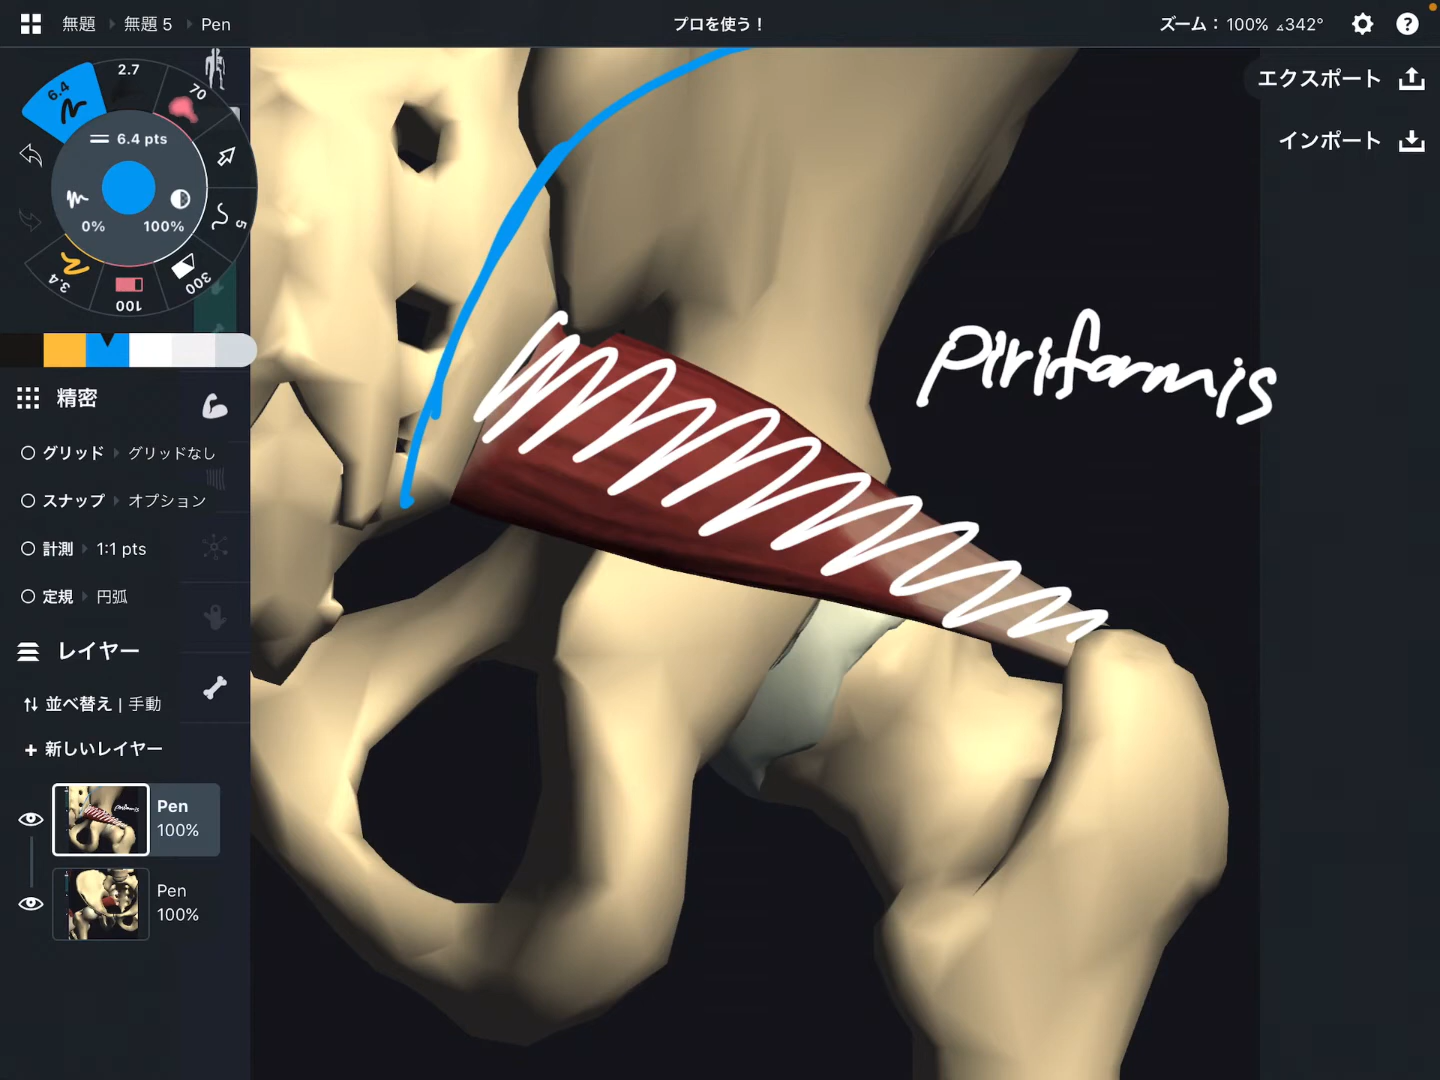 無題 無題 5 Pen
プロを使う！
ズーム： 100% ⊿342°
エクスポート
インポート
2.7
6.4
70
6.4 pts
0% 100%
5
3.4
100
300
piriformis
精密
グリッド グリッドなし
スナップ オプション
計測 1:1 pts
定規 円弧
レイヤー
並べ替え | 手動
+ 新しいレイヤー
Pen
100%
Pen
100%